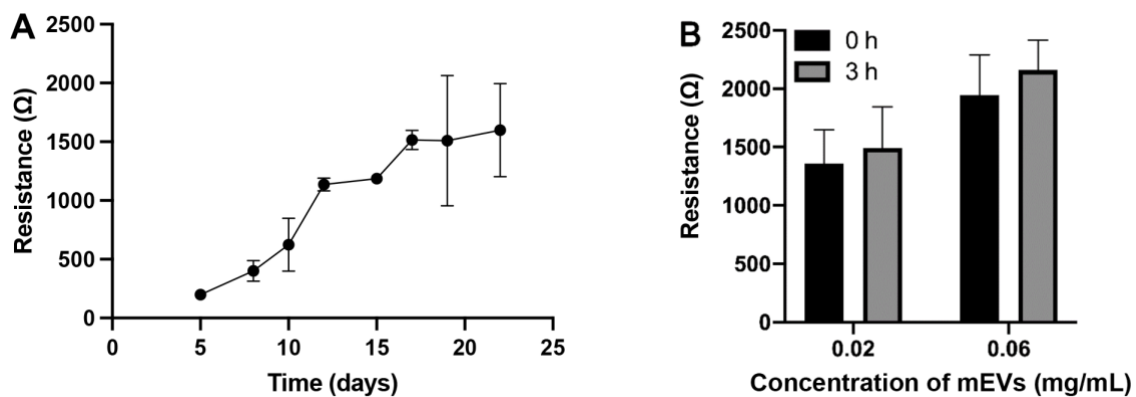 A
Resistance (Ω)
2500
2000
1500
1000
500
0
0 5 10 15 20 25
Time (days)
B
Resistance (Ω)
0 h
3 h
2500
2000
1500
1000
500
0
0.02 0.06
Concentration of mEVs (mg/mL)